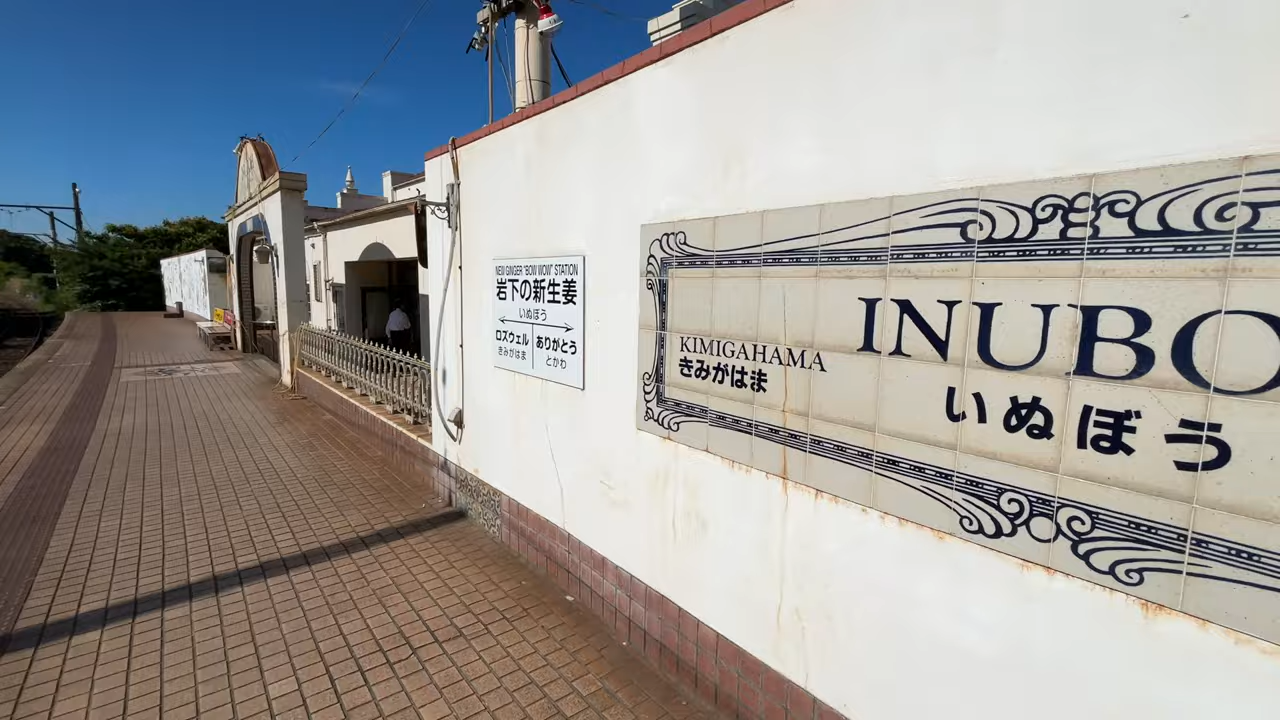 NEW GINGER "BOW WOW" STATION
岩下の新生姜
いぬぼう
ロズウェル
きみがはま
ありがとう
とかわ
KIMIGAHAMA
きみがはま
INUBO
いぬぼう